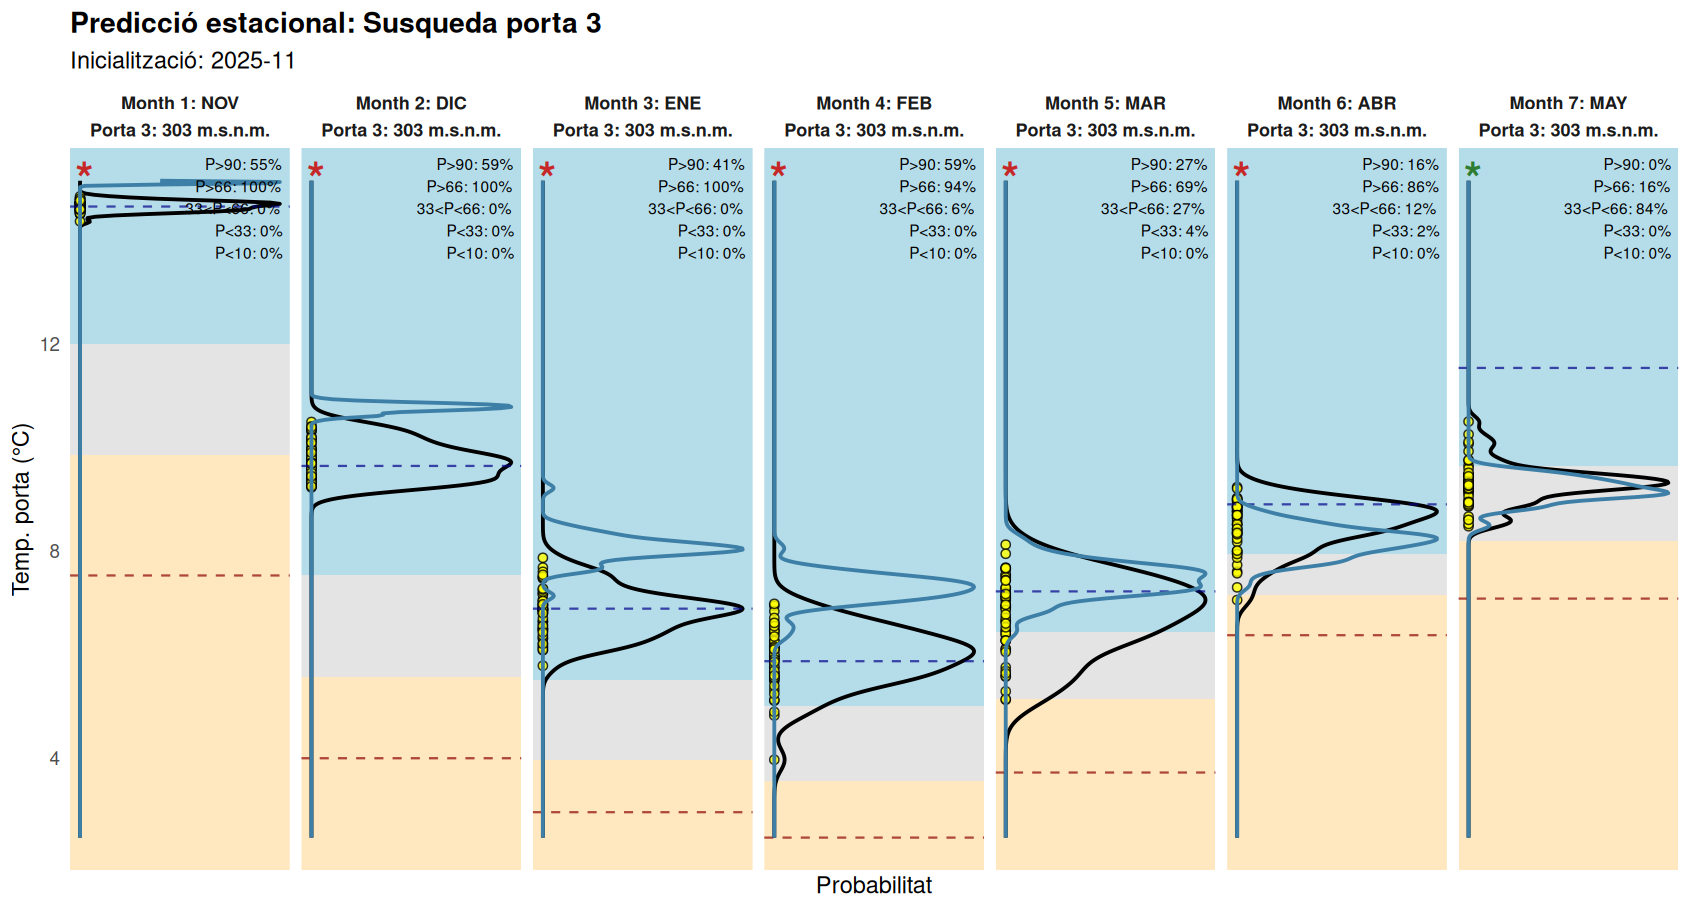 Predicció estacional: Susqueda porta 3
Inicialització: 2025-11
Month 1: NOV
Porta 3: 303 m.s.n.m.
Month 2: DIC
Porta 3: 303 m.s.n.m.
Month 3: ENE
Porta 3: 303 m.s.n.m.
Month 4: FEB
Porta 3: 303 m.s.n.m.
Month 5: MAR
Porta 3: 303 m.s.n.m.
Month 6: ABR
Porta 3: 303 m.s.n.m.
Month 7: MAY
Porta 3: 303 m.s.n.m.
*
P>90: 55%
P>66: 100%
33<P<66: 0%
P<33: 0%
P<10: 0%
*
P>90: 59%
P>66: 100%
33<P<66: 0%
P<33: 0%
P<10: 0%
*
P>90: 41%
P>66: 100%
33<P<66: 0%
P<33: 0%
P<10: 0%
*
P>90: 59%
P>66: 94%
33<P<66: 6%
P<33: 0%
P<10: 0%
*
P>90: 27%
P>66: 69%
33<P<66: 27%
P<33: 4%
P<10: 0%
*
P>90: 16%
P>66: 86%
33<P<66: 12%
P<33: 2%
P<10: 0%
*
P>90: 0%
P>66: 16%
33<P<66: 84%
P<33: 0%
P<10: 0%
12
8
4
Temp. porta (°C)
Probabilitat